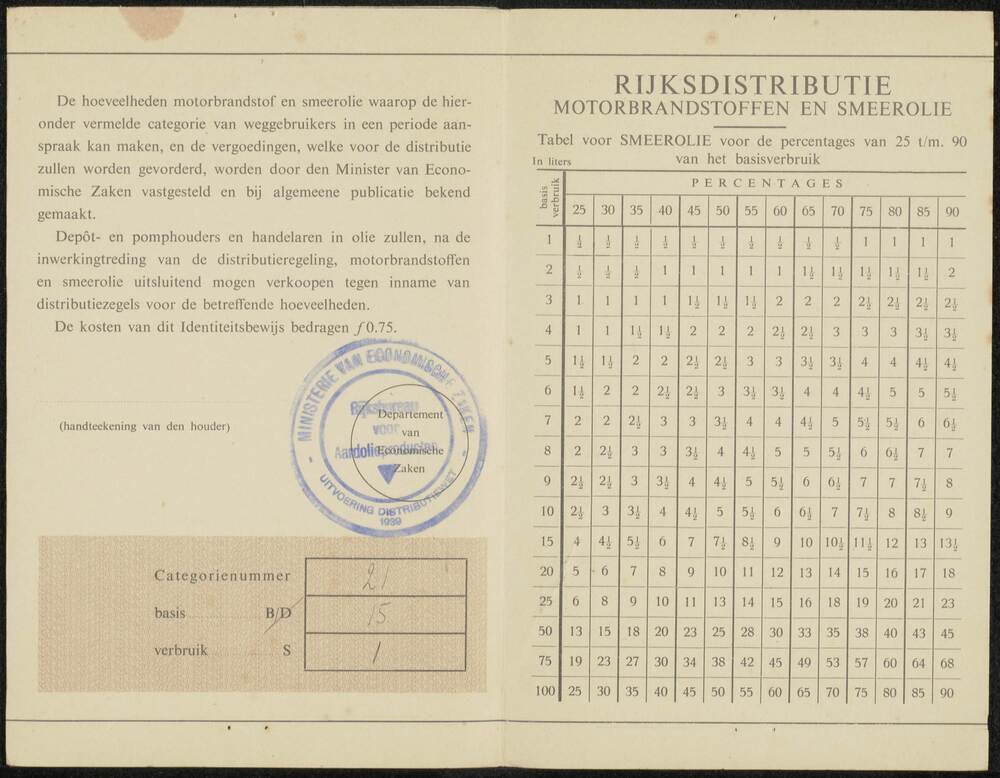 De hoeveelheden motorbrandstof en smeerolie waarop de hier-
onder vermelde categorie van weggebruikers in een periode aan-
spraak kan maken, en de vergoedingen, welke voor de distributie
zullen worden gevorderd, worden door den Minister van Econo-
mische Zaken vastgesteld en bij algemeene publicatie bekend
gemaakt.
Depôt- en pomphouders en handelaren in olie zullen, na de
inwerkingtreding van de distributieregeling, motorbrandstoffen
en smeerolie uitsluitend mogen verkoopen tegen inname van
distributiezegels voor de betreffende hoeveelheden.
De kosten van dit Identiteitsbewijs bedragen ƒ 0.75.
(handteekening van den houder)
MINISTERIE VAN ECONOMISCHE ZAKEN
Rijksbureau
voor
Aardolieproducten
UITVOERING DISTRIBUTIEWET
1939
Departement
van
Economische
Zaken
Categorienummer 21
basis B/D 15
verbruik S 1
RIJKSDISTRIBUTIE
MOTORBRANDSTOFFEN EN SMEEROLIE
Tabel voor SMEEROLIE voor de percentages van 25 t/m. 90
In liters van het basisverbruik
basis verbruik PERCENTAGES
25 30 35 40 45 50 55 60 65 70 75 80 85 90
1 ½ ½ ½ ½ ½ ½ ½ ½ ½ ½ 1 1 1 1
2 ½ ½ ½ 1 1 1 1 1 1½ 1½ 1½ 1½ 1½ 2
3 1 1 1 1 1½ 1½ 1½ 2 2 2 2½ 2½ 2½ 2½
4 1 1 1½ 1½ 2 2 2 2½ 2½ 3 3 3 3½ 3½
5 1½ 1½ 2 2 2½ 2½ 3 3 3½ 3½ 4 4 4½ 4½
6 1½ 2 2 2½ 2½ 3 3½ 3½ 4 4 4½ 5 5 5½
7 2 2 2½ 3 3 3½ 4 4 4½ 5 5½ 5½ 6 6½
8 2 2½ 3 3 3½ 4 4½ 5 5 5½ 6 6½ 7 7
9 2½ 2½ 3 3½ 4 4½ 5 5½ 6 6½ 7 7 7½ 8
10 2½ 3 3½ 4 4½ 5 5½ 6 6½ 7 7½ 8 8½ 9
15 4 4½ 5½ 6 7 7½ 8½ 9 10 10½ 11½ 12 13 13½
20 5 6 7 8 9 10 11 12 13 14 15 16 17 18
25 6 8 9 10 11 13 14 15 16 18 19 20 21 23
50 13 15 18 20 23 25 28 30 33 35 38 40 43 45
75 19 23 27 30 34 38 42 45 49 53 57 60 64 68
100 25 30 35 40 45 50 55 60 65 70 75 80 85 90